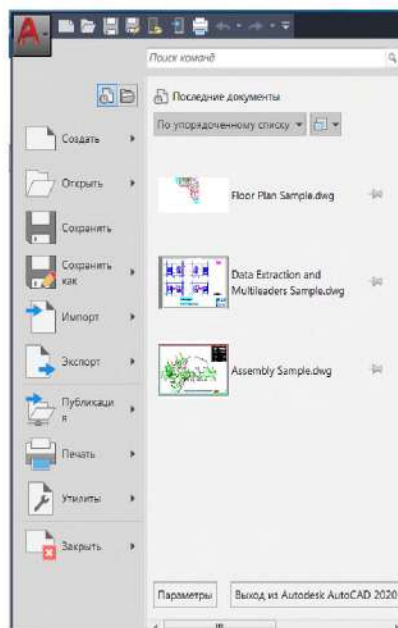 Поиск команд
Последние документы
По упорядоченному списку
Создать
Открыть
Сохранить
Сохранить
как
Импорт
Экспорт
Публикаци
я
Печать
Утилиты
Закрыть
Floor Plan Sample.dwg
Data Extraction and
Multileaders Sample.dwg
Assembly Sample.dwg
Параметры
Выход из Autodesk AutoCAD 2020